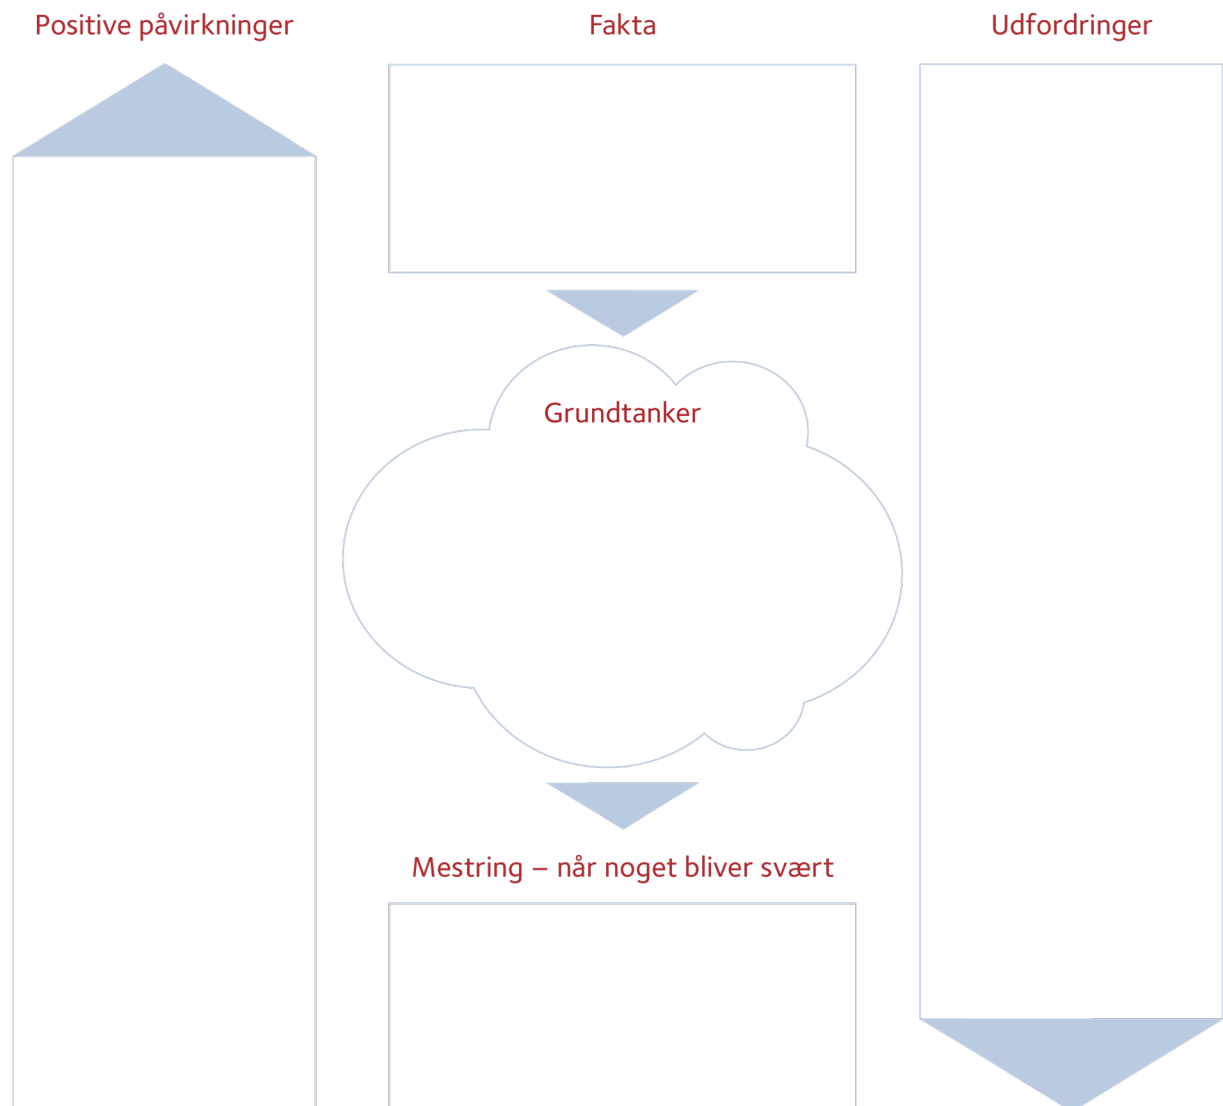 Positive påvirkninger
Fakta
Udfordringer
Grundtanker
Mestring – når noget bliver svært